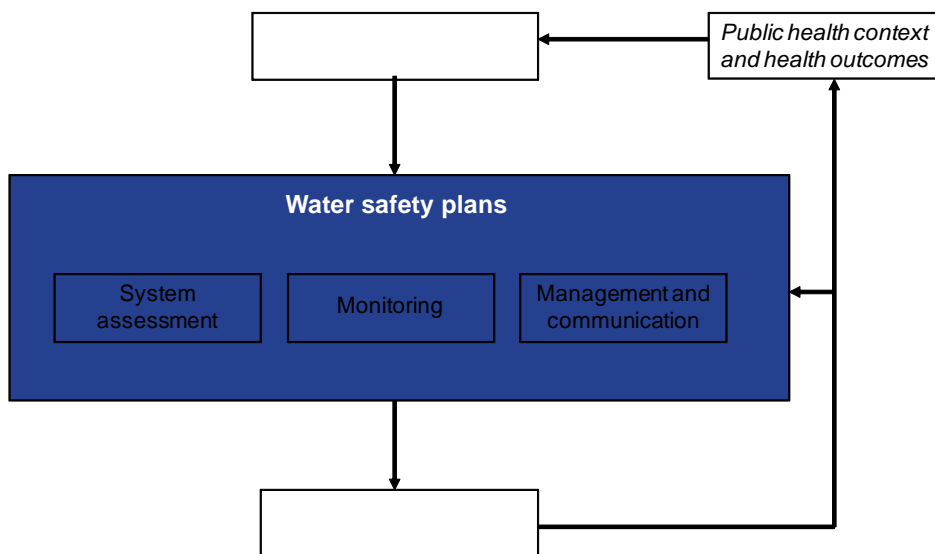 Public health context
and health outcomes
Water safety plans
System
assessment
Monitoring
Management and
communication